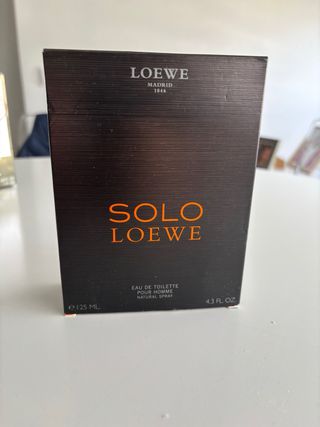 LOEWE
MADRID
1846
SOLO
LOEWE
EAU DE TOILETTE
POUR HOMME
NATURAL SPRAY
℮ 125 ML.
4.3 FL. OZ.